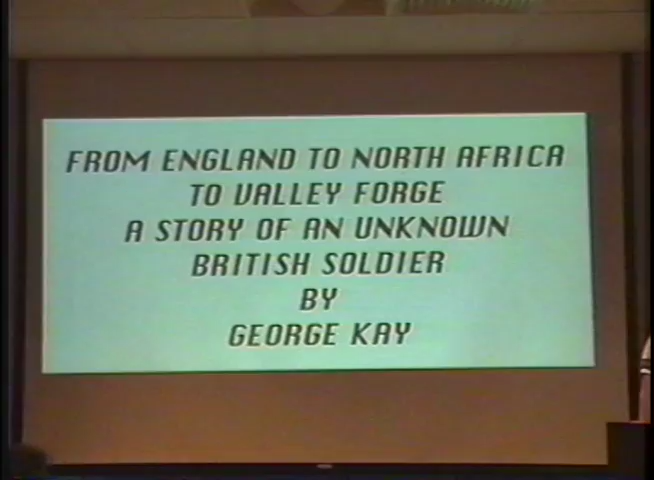 FROM ENGLAND TO NORTH AFRICA
TO VALLEY FORGE
A STORY OF AN UNKNOWN
BRITISH SOLDIER
BY
GEORGE KAY